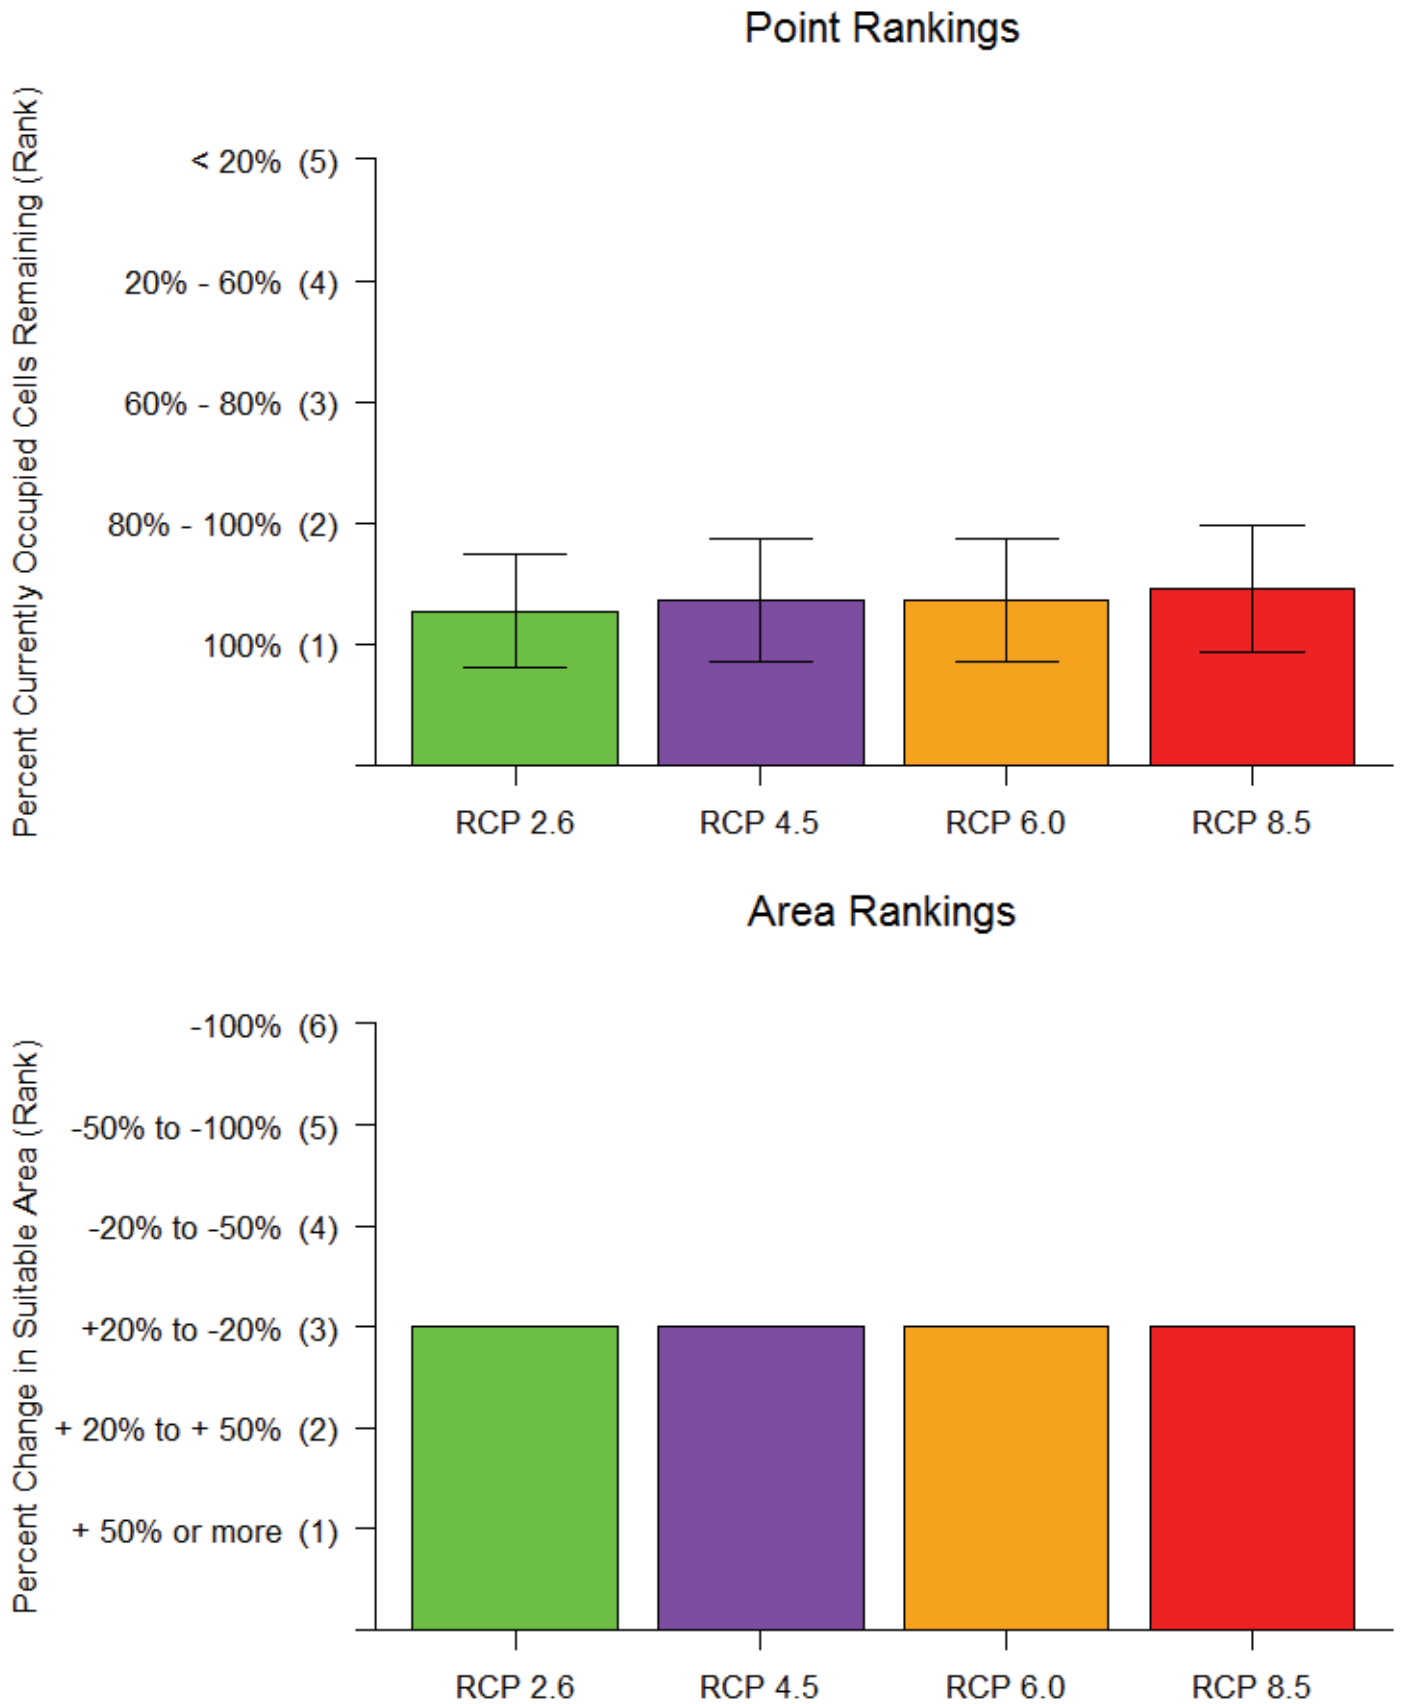 Point Rankings
Percent Currently Occupied Cells Remaining (Rank)
< 20% (5)
20% - 60% (4)
60% - 80% (3)
80% - 100% (2)
100% (1)
RCP 2.6 RCP 4.5 RCP 6.0 RCP 8.5
Area Rankings
Percent Change in Suitable Area (Rank)
-100% (6)
-50% to -100% (5)
-20% to -50% (4)
+20% to -20% (3)
+ 20% to + 50% (2)
+ 50% or more (1)
RCP 2.6 RCP 4.5 RCP 6.0 RCP 8.5